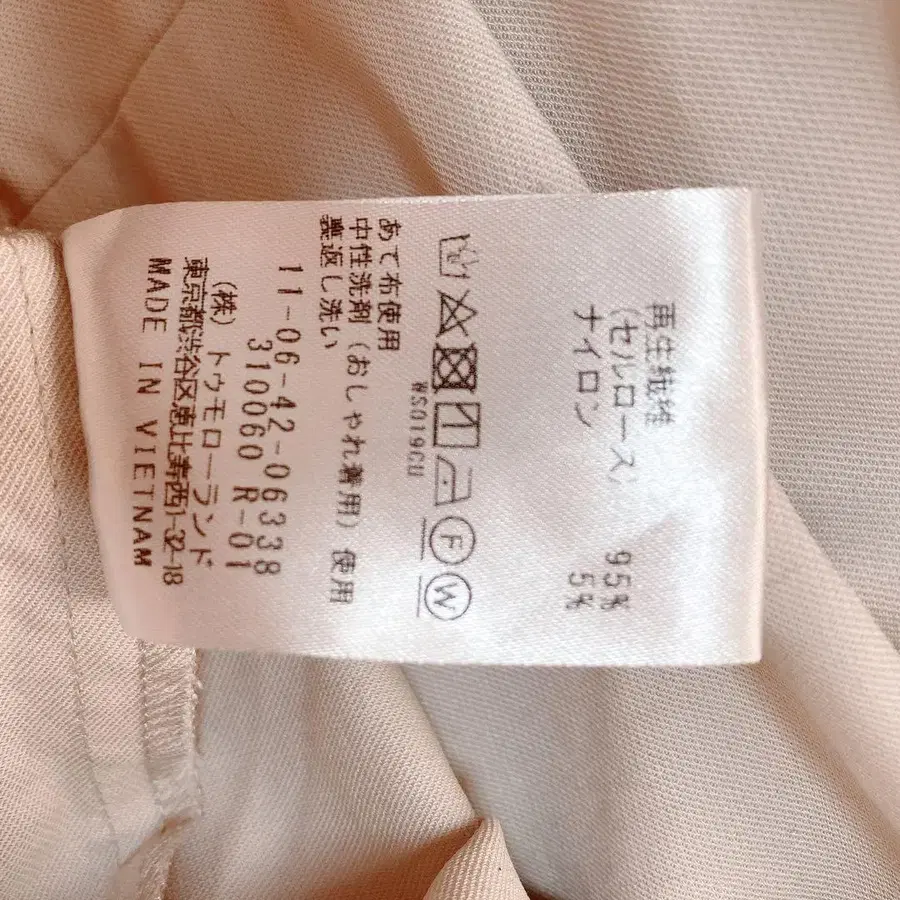 再生繊維
(セルロース) 95%
ナイロン 5%
F
W
WS019CU
あて布使用
中性洗剤(おしゃれ着用)使用
裏返し洗い
11-06-42-06338
310060 R-01
(株)トゥモローランド
東京都渋谷区恵比寿西1-32-18
MADE IN VIETNAM